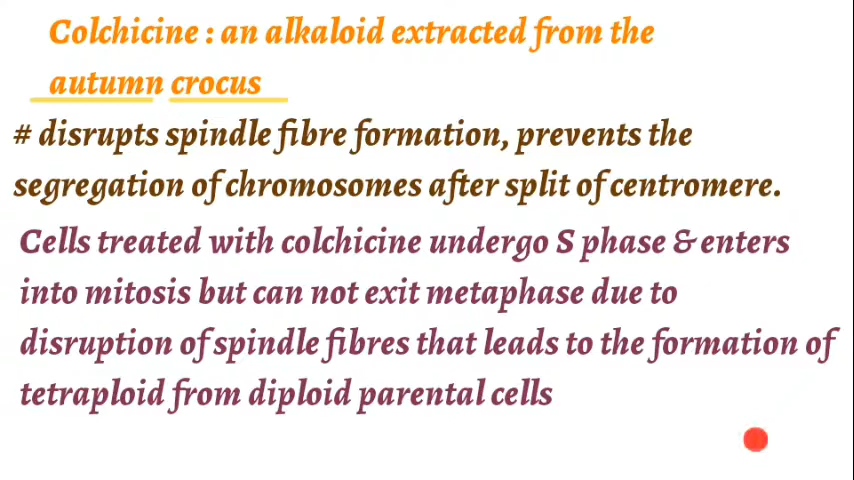 Colchicine : an alkaloid extracted from the
autumn crocus
# disrupts spindle fibre formation, prevents the
segregation of chromosomes after split of centromere.
Cells treated with colchicine undergo S phase & enters
into mitosis but can not exit metaphase due to
disruption of spindle fibres that leads to the formation of
tetraploid from diploid parental cells